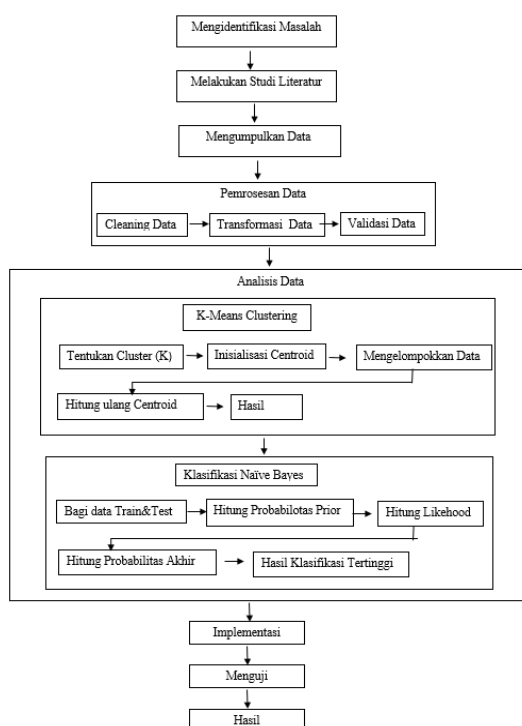 Mengidentifikasi Masalah
Melakukan Studi Literatur
Mengumpulkan Data
Pemrosesan Data
Cleaning Data
Transformasi Data
Validasi Data
Analisis Data
K-Means Clustering
Tentukan Cluster (K)
Inisialisasi Centroid
Mengelompokkan Data
Hitung ulang Centroid
Hasil
Klasifikasi Naïve Bayes
Bagi data Train&Test
Hitung Probabilotas Prior
Hitung Likehood
Hitung Probabilitas Akhir
Hasil Klasifikasi Tertinggi
Implementasi
Menguji
Hasil